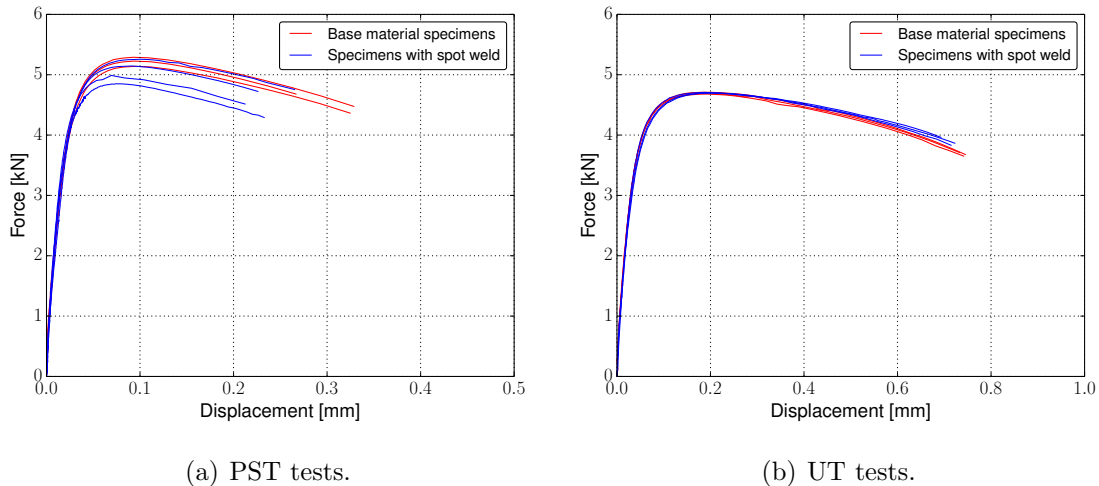 6
5
4
3
2
1
0
0.0 0.1 0.2 0.3 0.4 0.5
Force [kN]
Displacement [mm]
Base material specimens
Specimens with spot weld
(a) PST tests.
6
5
4
3
2
1
0
0.0 0.2 0.4 0.6 0.8 1.0
Force [kN]
Displacement [mm]
Base material specimens
Specimens with spot weld
(b) UT tests.